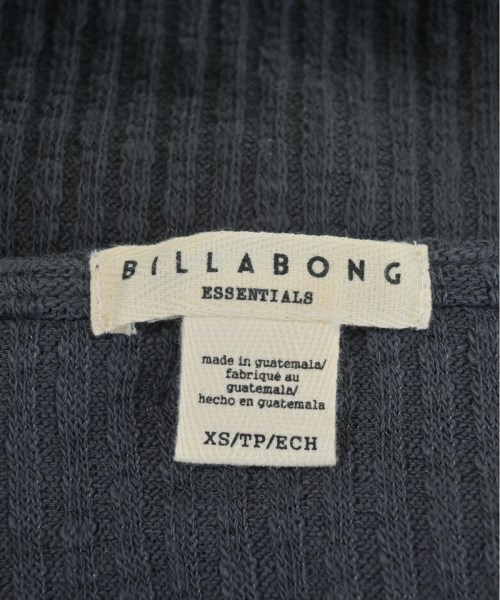 BILLABONG
ESSENTIALS
made in guatemala/
fabriqué au
guatemala/
hecho en guatemala
XS/TP/ECH